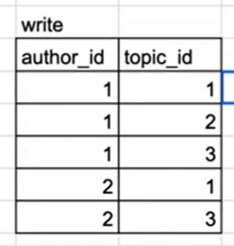 write
author_id topic_id
1 1
1 2
1 3
2 1
2 3